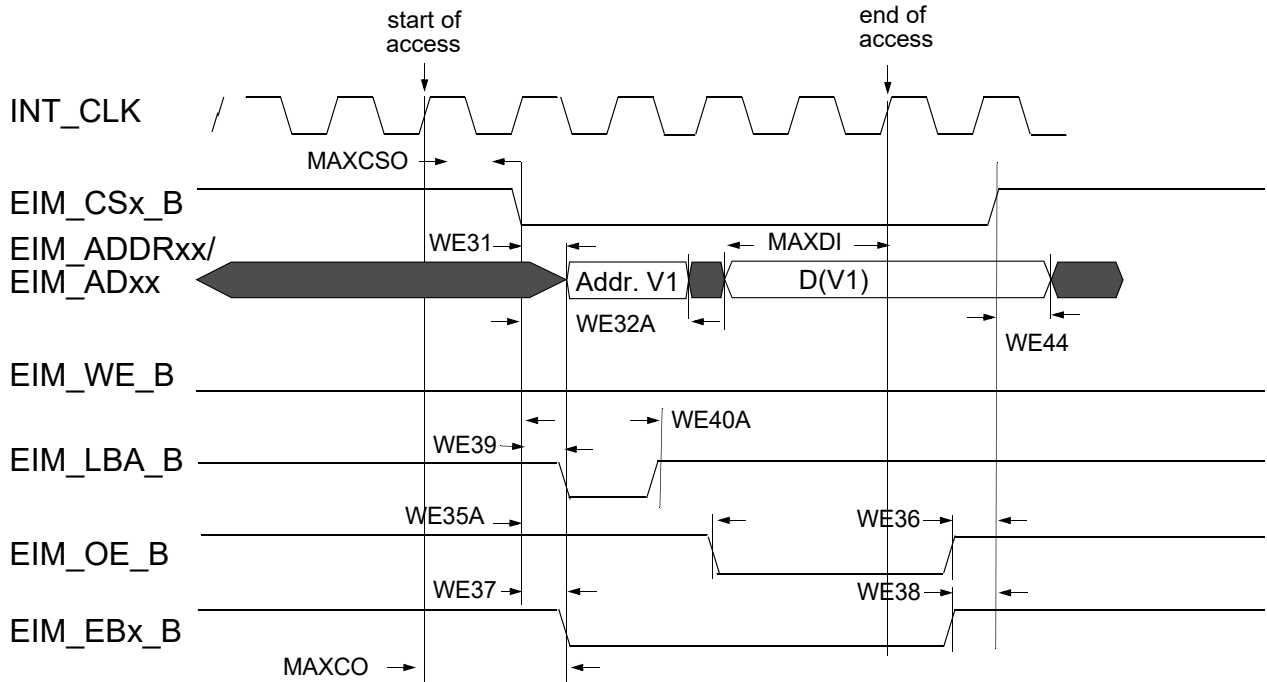 start of
access
end of
access
INT_CLK
MAXCSO
EIM_CSx_B
EIM_ADDRxx/
EIM_ADxx
WE31
MAXDI
Addr. V1
D(V1)
WE32A
WE44
EIM_WE_B
WE40A
WE39
EIM_LBA_B
WE35A
WE36
EIM_OE_B
WE37
WE38
EIM_EBx_B
MAXCO